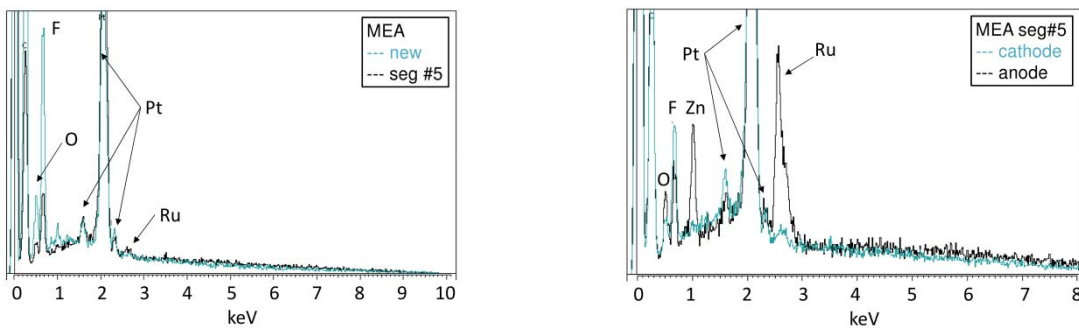 MEA
--- new
--- seg #5
F
C
Pt
O
Pt
Ru
0 1 2 3 4 5 6 7 8 9 10
keV
MEA seg#5
--- cathode
--- anode
Ru
Pt
F Zn
O
0 1 2 3 4 5 6 7 8
keV